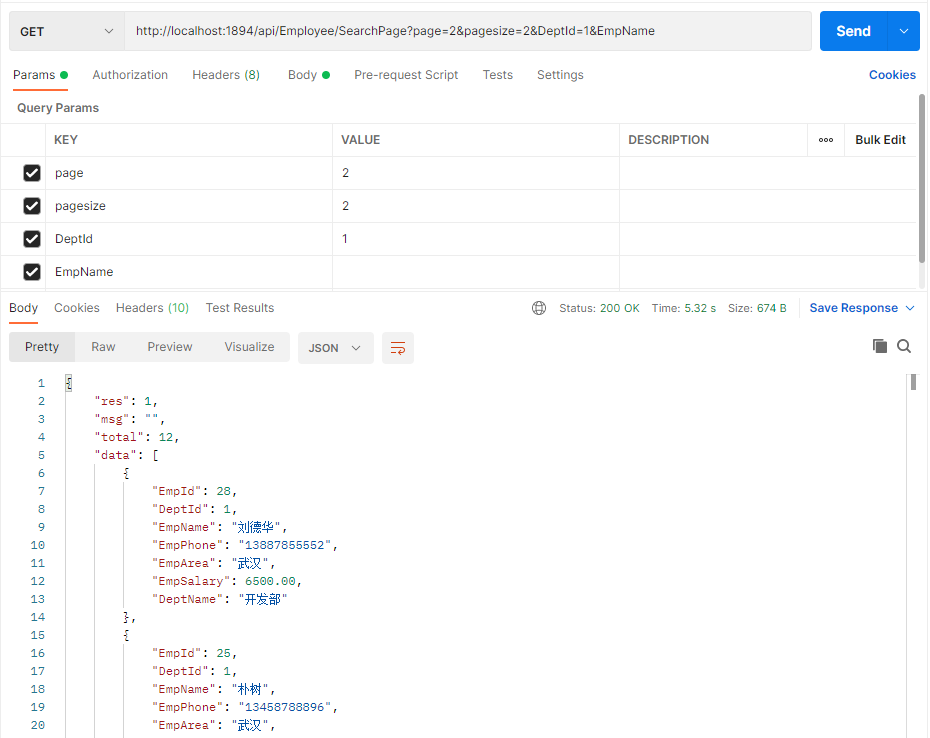 GET http://localhost:1894/api/Employee/SearchPage?page=2&pagesize=2&DeptId=1&EmpName Send
Params Authorization Headers (8) Body Pre-request Script Tests Settings Cookies
Query Params
KEY VALUE DESCRIPTION ooo Bulk Edit
page 2
pagesize 2
DeptId 1
EmpName
Body Cookies Headers (10) Test Results Status: 200 OK Time: 5.32 s Size: 674 B Save Response
Pretty Raw Preview Visualize JSON
1 {
2 "res": 1,
3 "msg": "",
4 "total": 12,
5 "data": [
6 {
7 "EmpId": 28,
8 "DeptId": 1,
9 "EmpName": "刘德华",
10 "EmpPhone": "13887855552",
11 "EmpArea": "武汉",
12 "EmpSalary": 6500.00,
13 "DeptName": "开发部"
14 },
15 {
16 "EmpId": 25,
17 "DeptId": 1,
18 "EmpName": "朴树",
19 "EmpPhone": "13458788896",
20 "EmpArea": "武汉",